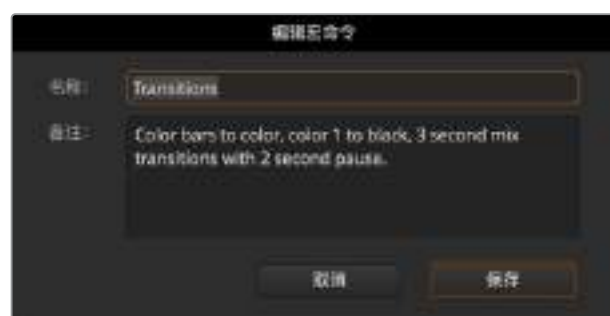 编辑宏命令
名称： Transitions
备注： Color bars to color, color 1 to black, 3 second mix
transitions with 2 second pause.
取消 保存